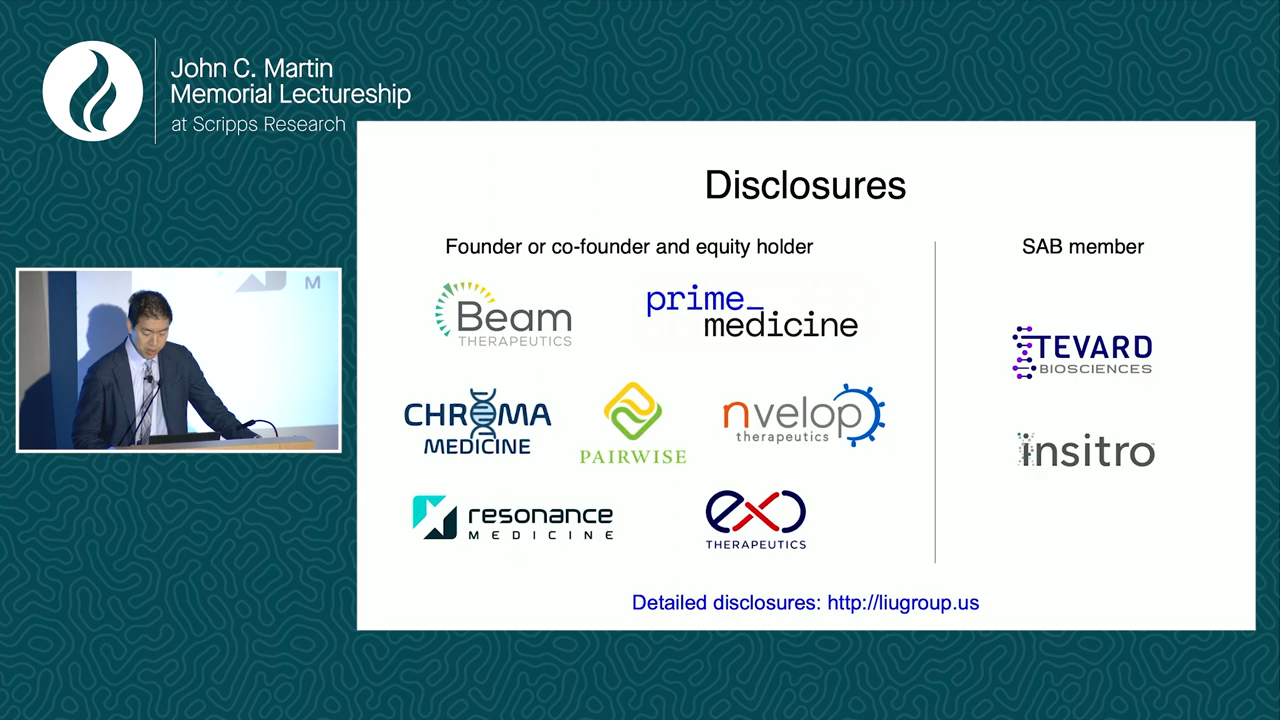 John C. Martin
Memorial Lectureship
at Scripps Research
Disclosures
Founder or co-founder and equity holder
SAB member
Beam
THERAPEUTICS
prime_
medicine
TEVARD
BIOSCIENCES
CHROMA
MEDICINE
PAIRWISE
nvelop
therapeutics
insitro
resonance
MEDICINE
exo
THERAPEUTICS
Detailed disclosures: http://liugroup.us
M